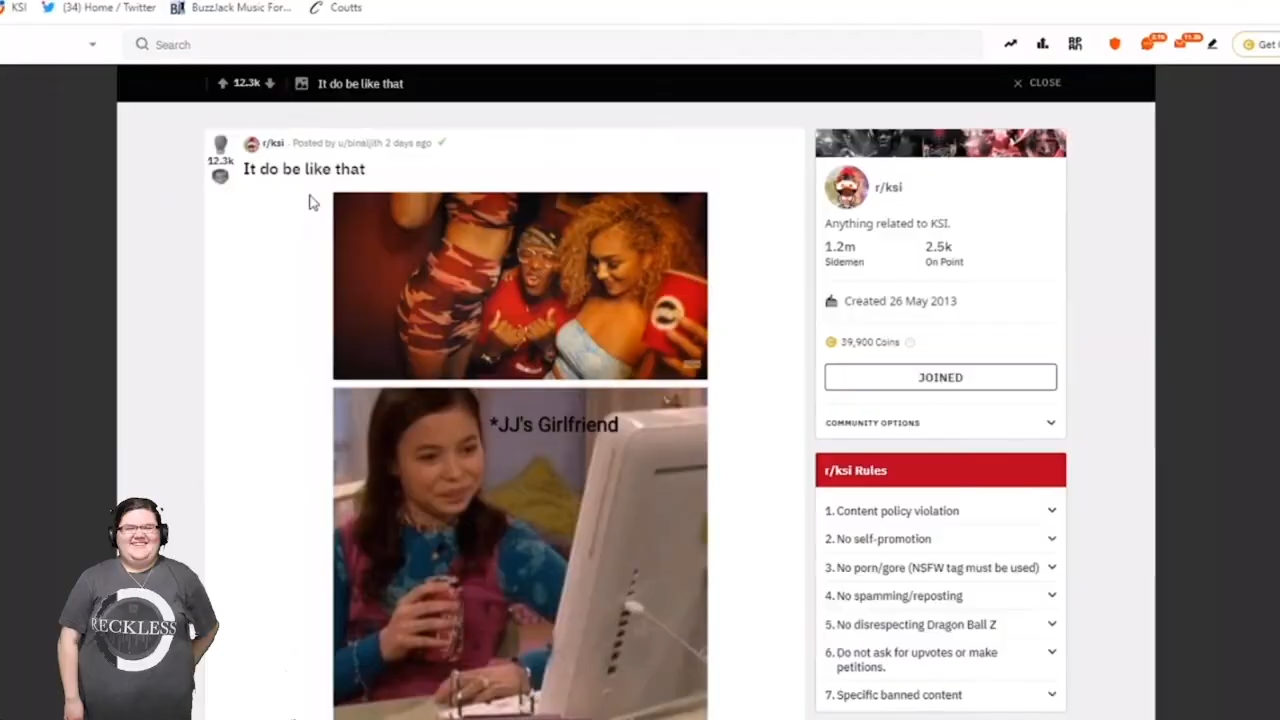 KSI
(34) Home / Twitter
BuzzJack Music For...
Coutts
Search
Get
12.3k
It do be like that
CLOSE
r/ksi · Posted by u/binaljith 2 days ago
12.3k
It do be like that
*JJ's Girlfriend
r/ksi
Anything related to KSI.
1.2m
2.5k
Sidemen
On Point
Created 26 May 2013
39,900 Coins
JOINED
COMMUNITY OPTIONS
r/ksi Rules
1. Content policy violation
2. No self-promotion
3. No porn/gore (NSFW tag must be used)
4. No spamming/reposting
5. No disrespecting Dragon Ball Z
6. Do not ask for upvotes or make
petitions.
7. Specific banned content
RECKLESS